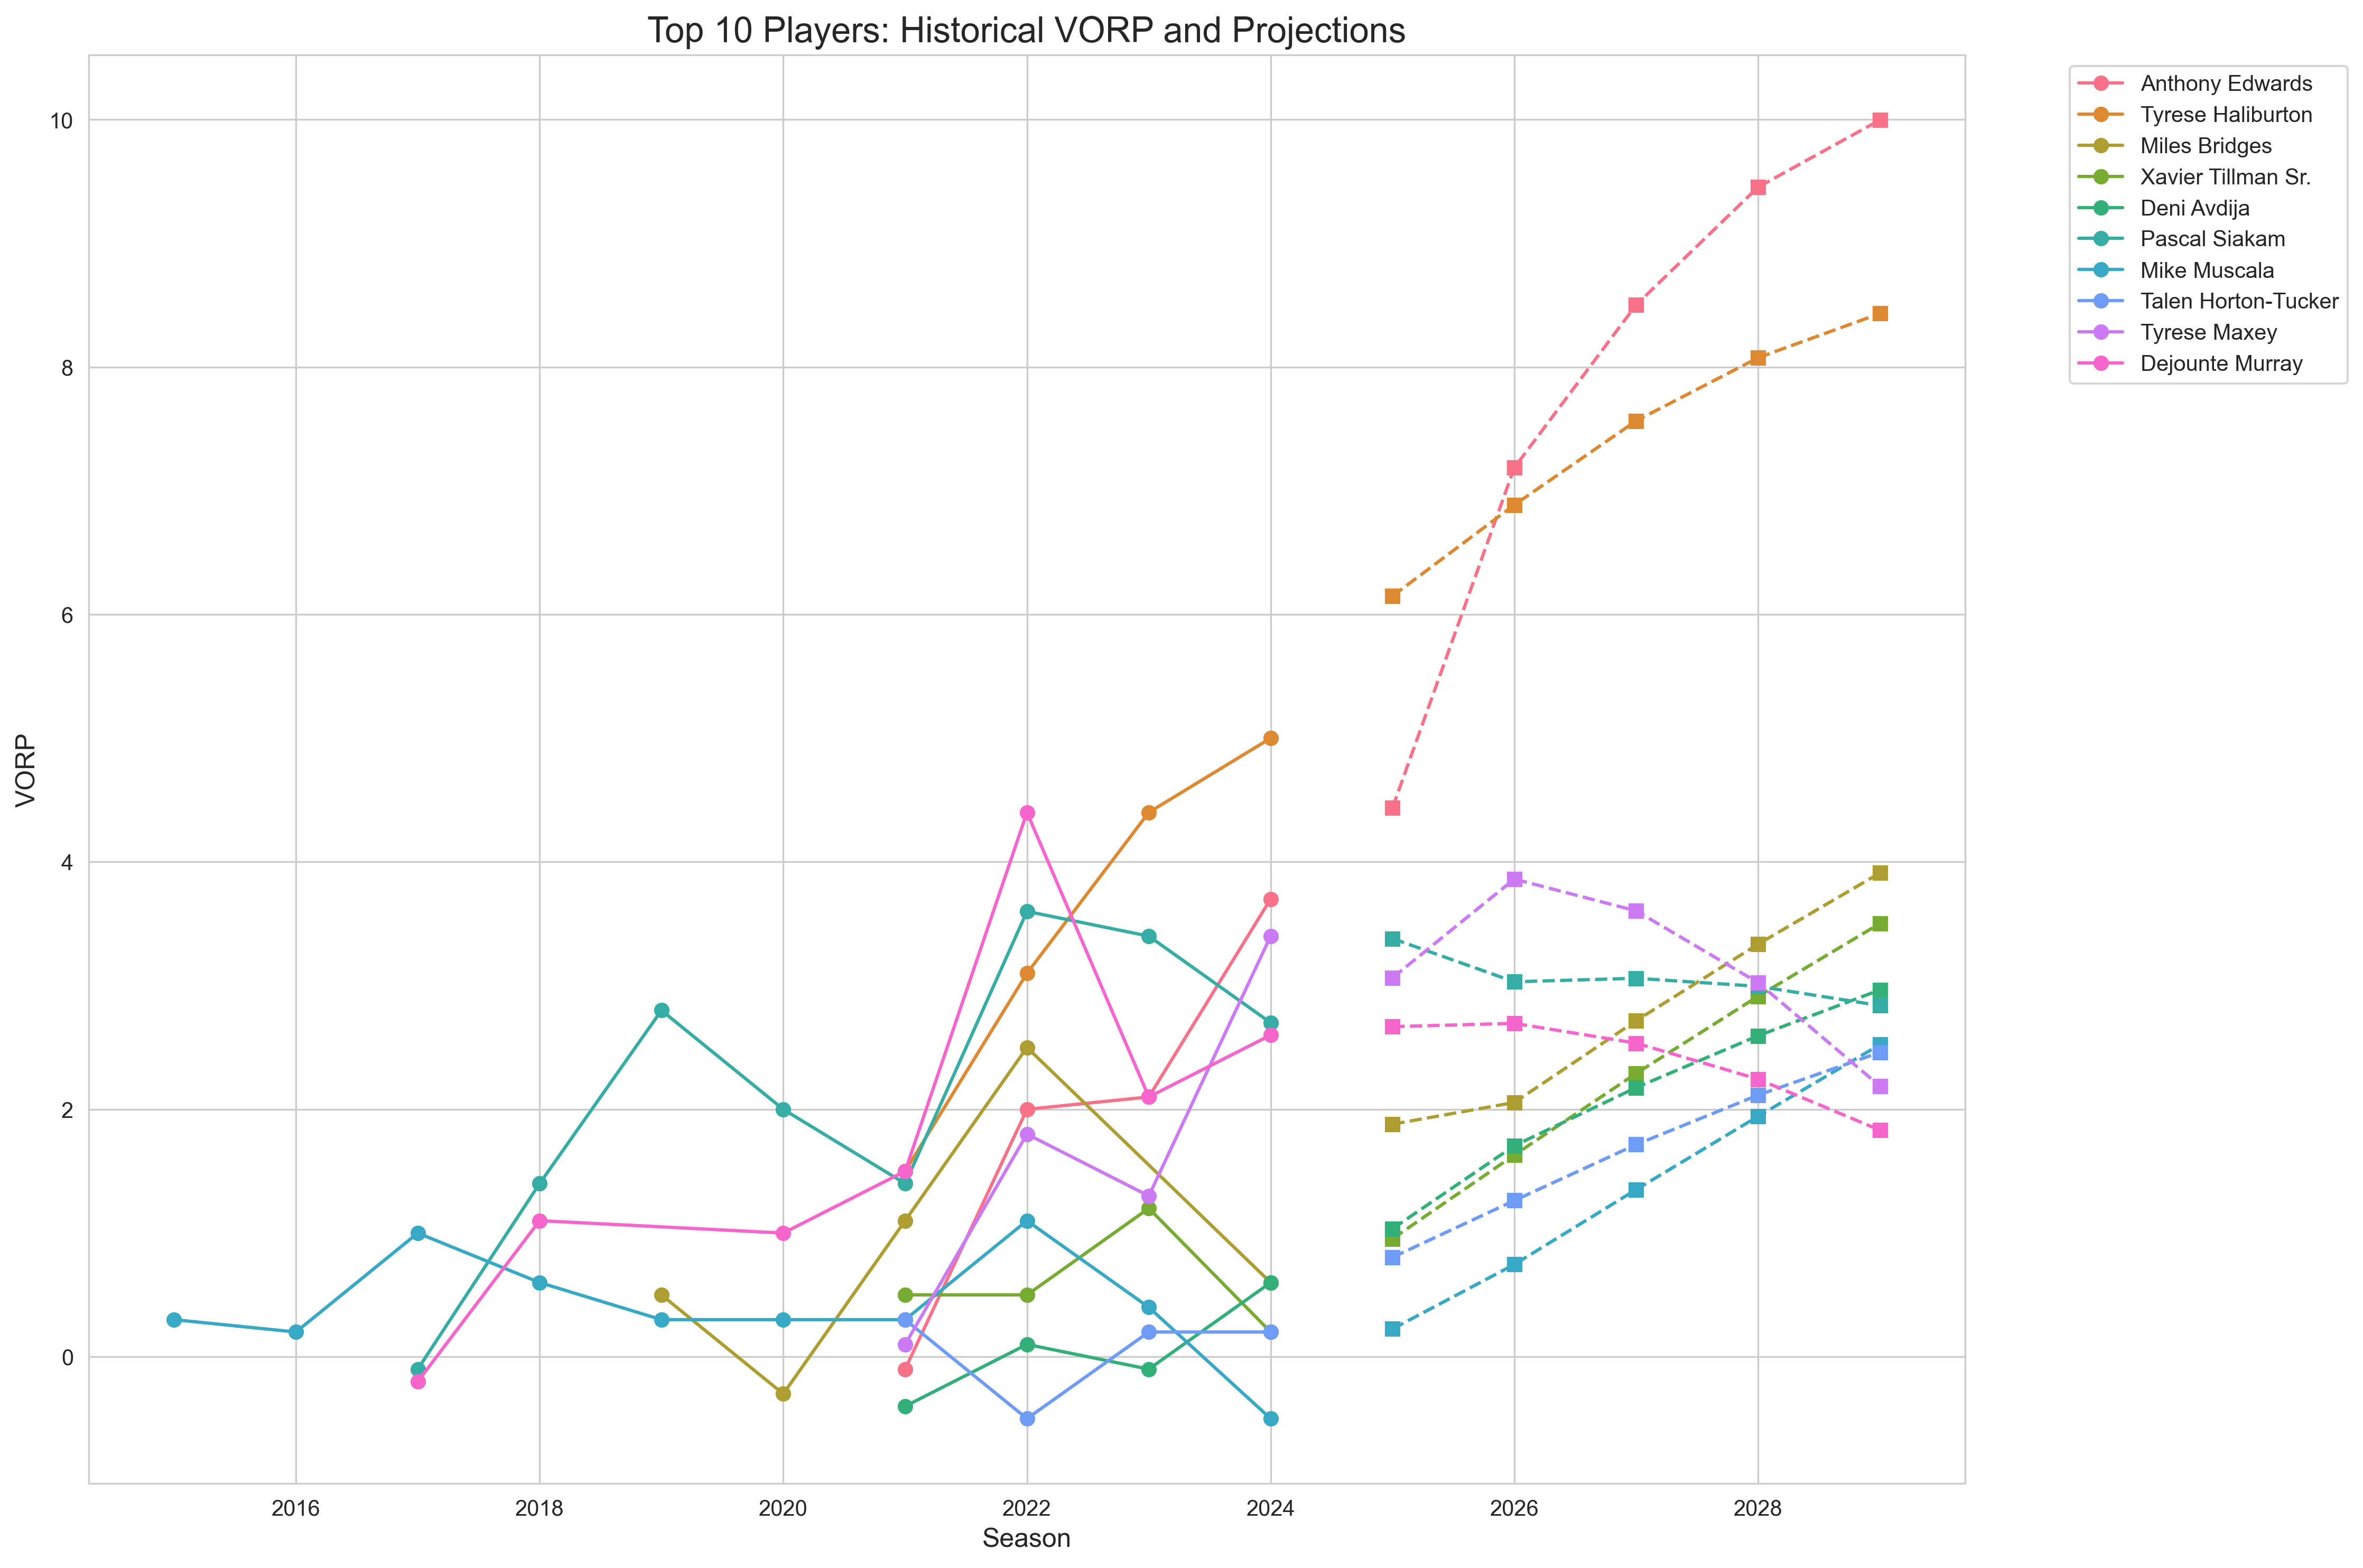 Top 10 Players: Historical VORP and Projections
Anthony Edwards
Tyrese Haliburton
Miles Bridges
Xavier Tillman Sr.
Deni Avdija
Pascal Siakam
Mike Muscala
Talen Horton-Tucker
Tyrese Maxey
Dejounte Murray
VORP
10
8
6
4
2
0
2016 2018 2020 2022 2024 2026 2028
Season